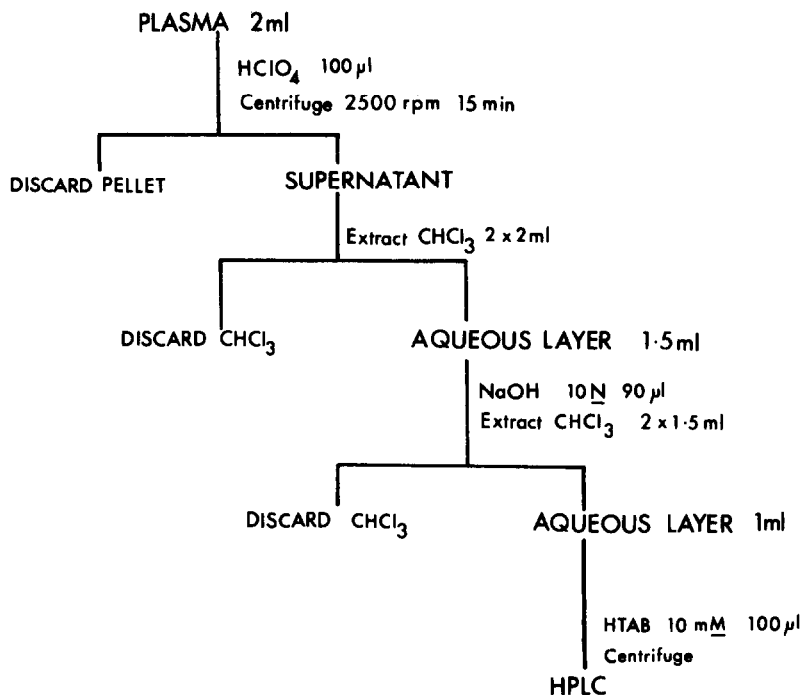 PLASMA 2ml
HClO4 100 µl
Centrifuge 2500 rpm 15 min
DISCARD PELLET
SUPERNATANT
Extract CHCl3 2 x 2ml
DISCARD CHCl3
AQUEOUS LAYER 1·5ml
NaOH 10 N 90 µl
Extract CHCl3 2 x 1·5 ml
DISCARD CHCl3
AQUEOUS LAYER 1ml
HTAB 10 mM 100 µl
Centrifuge
HPLC